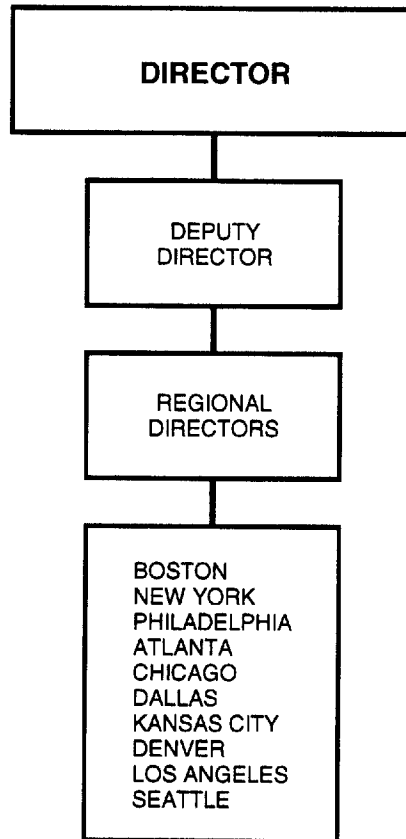 DIRECTOR
DEPUTY
DIRECTOR
REGIONAL
DIRECTORS
BOSTON
NEW YORK
PHILADELPHIA
ATLANTA
CHICAGO
DALLAS
KANSAS CITY
DENVER
LOS ANGELES
SEATTLE